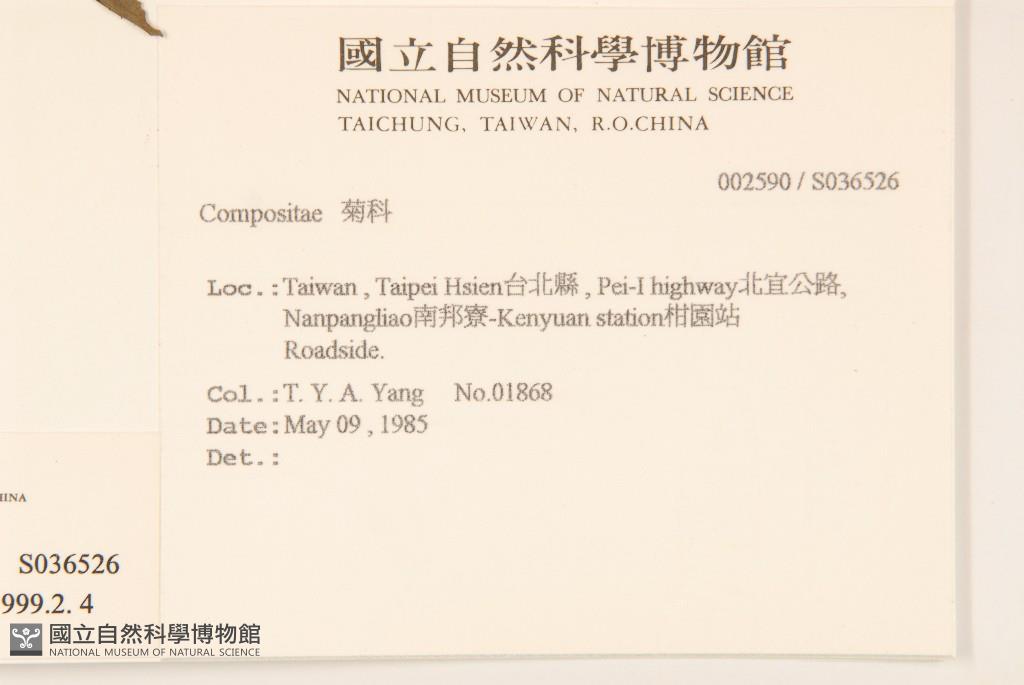 國立自然科學博物館
NATIONAL MUSEUM OF NATURAL SCIENCE
TAICHUNG, TAIWAN, R.O.CHINA
002590 / S036526
Compositae 菊科
Loc.:Taiwan , Taipei Hsien台北縣 , Pei-I highway北宜公路,
Nanpangliao南邦寮-Kenyuan station柑園站
Roadside.
Col.:T. Y. A. Yang No.01868
Date:May 09 , 1985
Det.:
HINA
S036526
999.2. 4
國立自然科學博物館
NATIONAL MUSEUM OF NATURAL SCIENCE